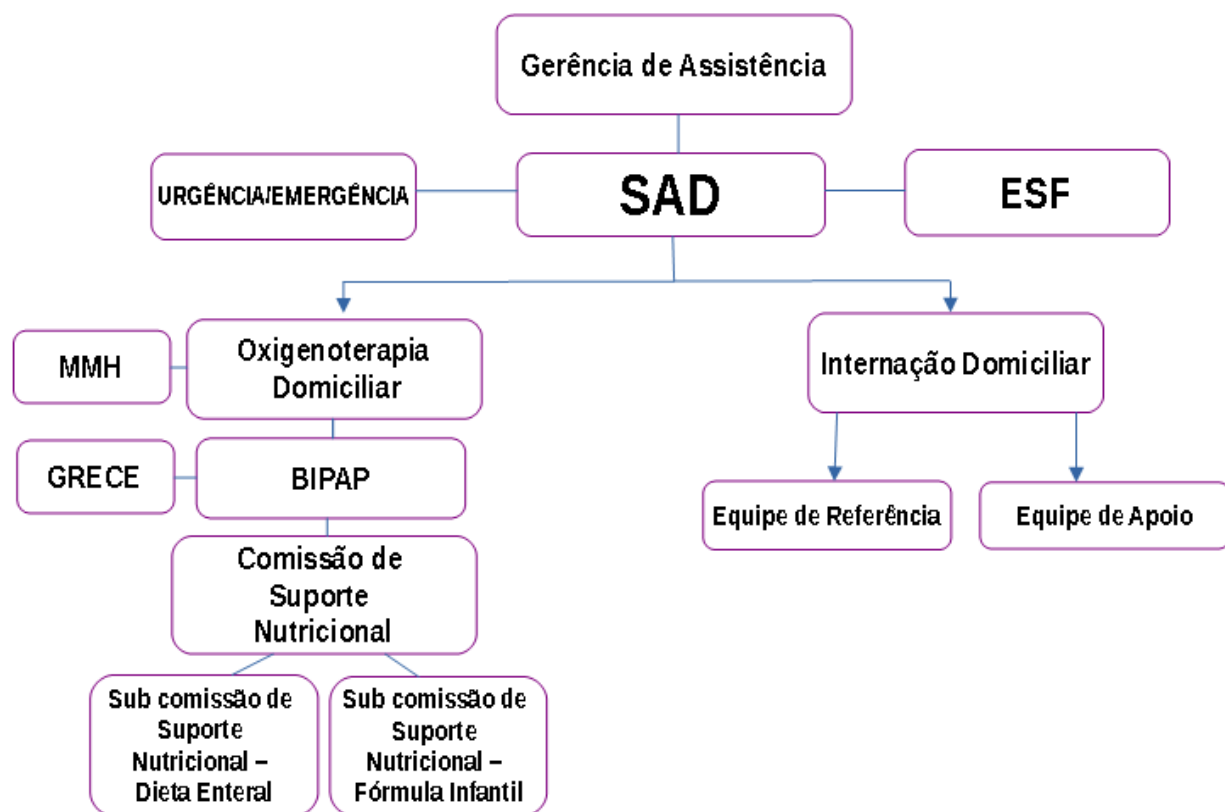 Gerência de Assistência
URGÊNCIA/EMERGÊNCIA
SAD
ESF
MMH
Oxigenoterapia
Domiciliar
Internação Domiciliar
GRECE
BIPAP
Equipe de Referência
Equipe de Apoio
Comissão de
Suporte
Nutricional
Sub comissão de
Suporte
Nutricional –
Dieta Enteral
Sub comissão de
Suporte
Nutricional –
Fórmula Infantil